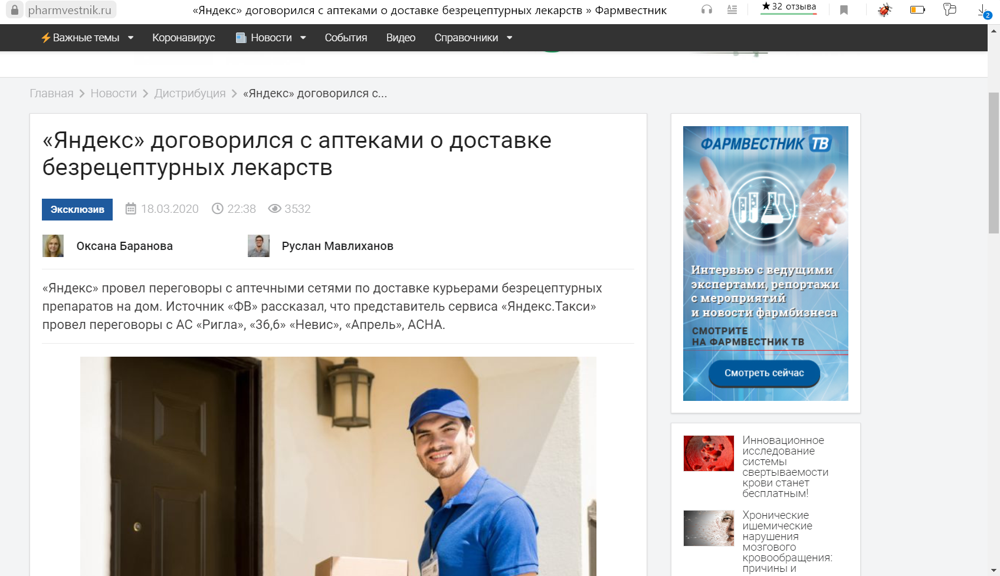 pharmvestnik.ru
«Яндекс» договорился с аптеками о доставке безрецептурных лекарств » Фармвестник
★ 32 отзыва
2
⚡Важные темы
Коронавирус
Новости
События
Видео
Справочники
Главная > Новости > Дистрибуция > «Яндекс» договорился с...
«Яндекс» договорился с аптеками о доставке
безрецептурных лекарств
Эксклюзив 18.03.2020 22:38 3532
Оксана Баранова
Руслан Мавлиханов
«Яндекс» провел переговоры с аптечными сетями по доставке курьерами безрецептурных
препаратов на дом. Источник «ФВ» рассказал, что представитель сервиса «Яндекс.Такси»
провел переговоры с АС «Ригла», «36,6» «Невис», «Апрель», АСНА.
ФАРМВЕСТНИК ТВ
Интервью с ведущими
экспертами, репортажи
с мероприятий
и новости фармбизнеса
СМОТРИТЕ
НА ФАРМВЕСТНИК ТВ
Смотреть сейчас
Инновационное
исследование
системы
свертываемости
крови станет
бесплатным!
Хронические
ишемические
нарушения
мозгового
кровообращения:
причины и